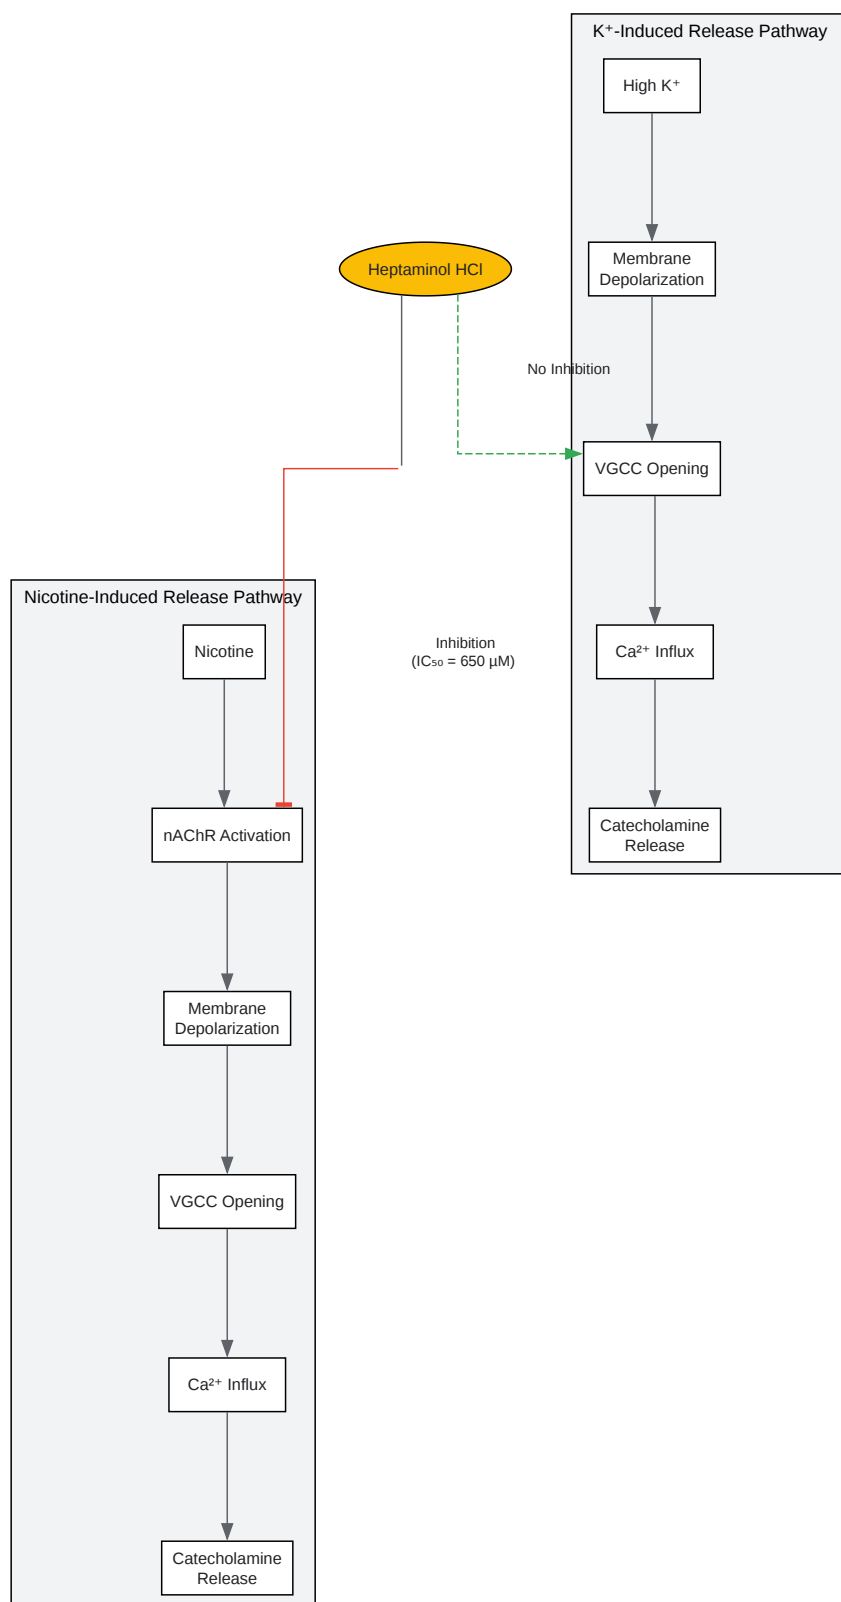 K⁺-Induced Release Pathway
High K⁺
Membrane
Depolarization
Heptaminol HCl
No Inhibition
VGCC Opening
Nicotine-Induced Release Pathway
Nicotine
Inhibition
(IC₅₀ = 650 µM)
Ca²⁺ Influx
nAChR Activation
Catecholamine
Release
Membrane
Depolarization
VGCC Opening
Ca²⁺ Influx
Catecholamine
Release